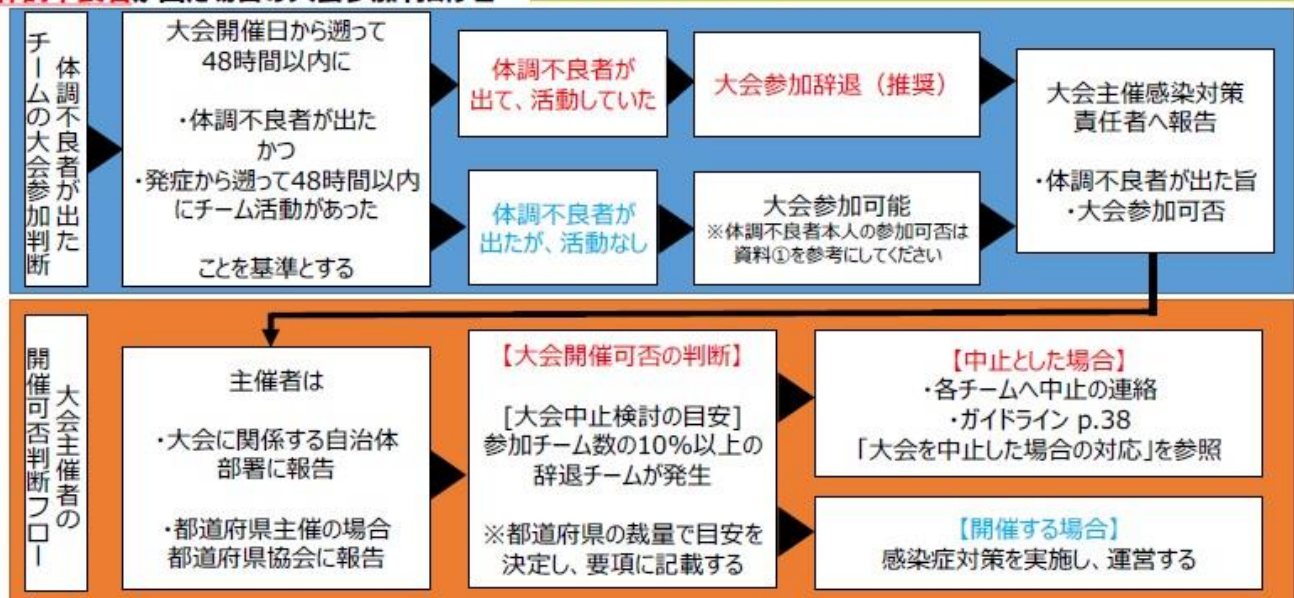 体調不良者が出た
チームの大会参加判断
大会開催日から遡って
48時間以内に
・体調不良者が出た
かつ
・発症から遡って48時間以内
にチーム活動があった
ことを基準とする
体調不良者が
出て、活動していた
大会参加辞退（推奨）
体調不良者が
出たが、活動なし
大会参加可能
※体調不良者本人の参加可否は
資料①を参考にしてください
大会主催感染対策
責任者へ報告
・体調不良者が出た旨
・大会参加可否
大会主催者の
開催可否判断フロー
主催者は
・大会に関係する自治体
部署に報告
・都道府県主催の場合
都道府県協会に報告
【大会開催可否の判断】
[大会中止検討の目安]
参加チーム数の10%以上の
辞退チームが発生
※都道府県の裁量で目安を
決定し、要項に記載する
【中止とした場合】
・各チームへ中止の連絡
・ガイドライン p.38
「大会を中止した場合の対応」を参照
【開催する場合】
感染症対策を実施し、運営する